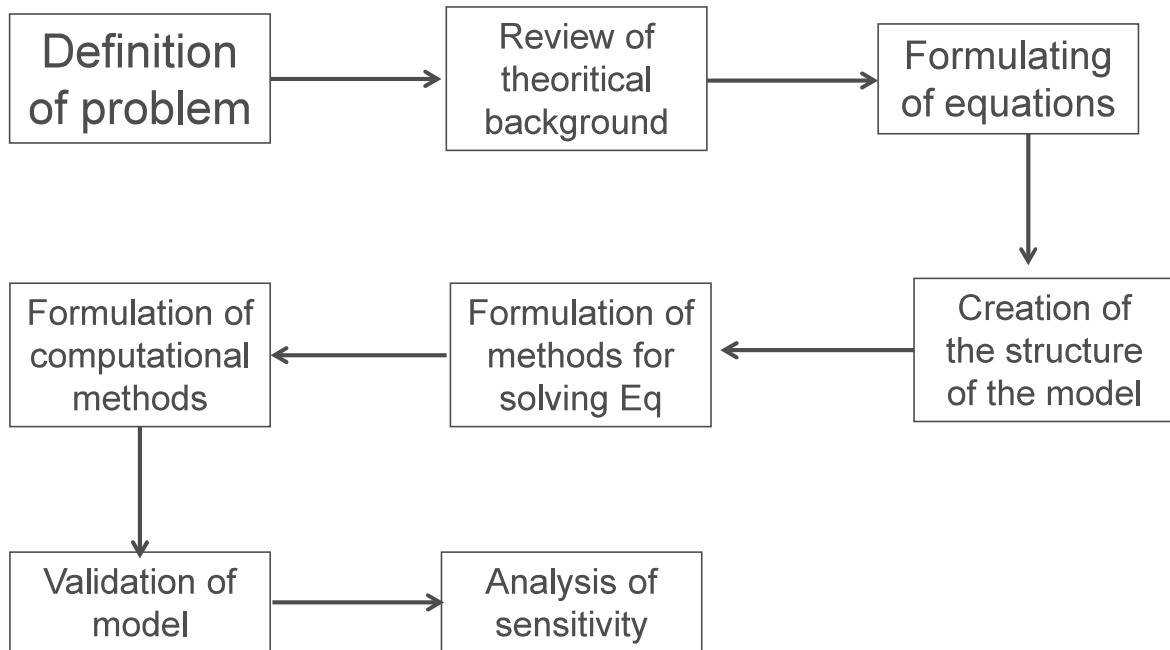 Definition
of problem
Review of
theoritical
background
Formulating
of equations
Creation of
the structure
of the model
Formulation of
methods for
solving Eq
Formulation of
computational
methods
Validation of
model
Analysis of
sensitivity